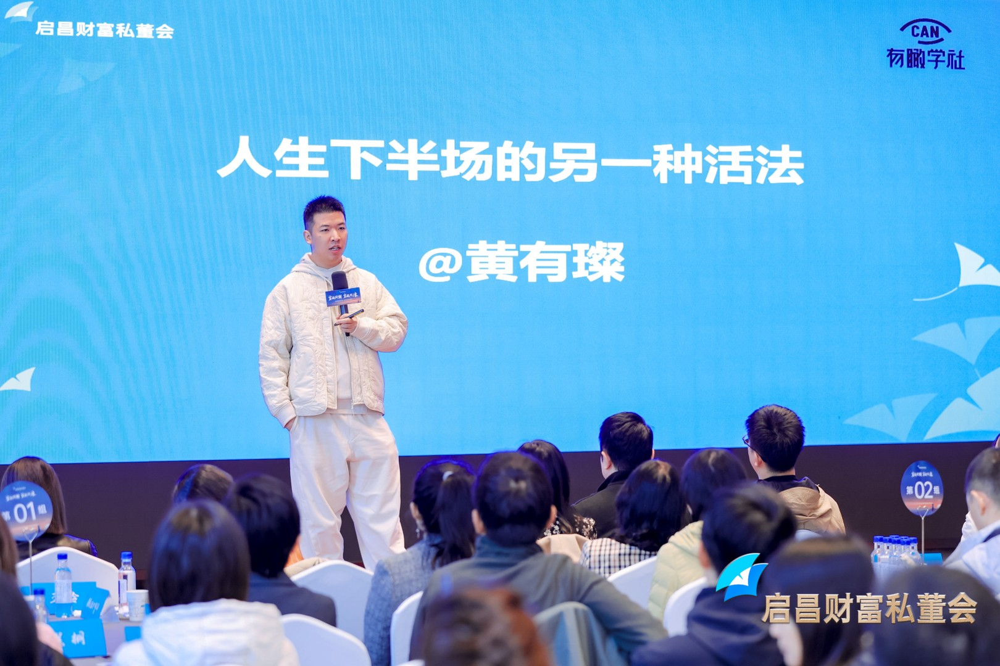 启昌财富私董会
CAN
有瞰学社
人生下半场的另一种活法
@黄有璨
第01组
第02组
启昌财富私董会